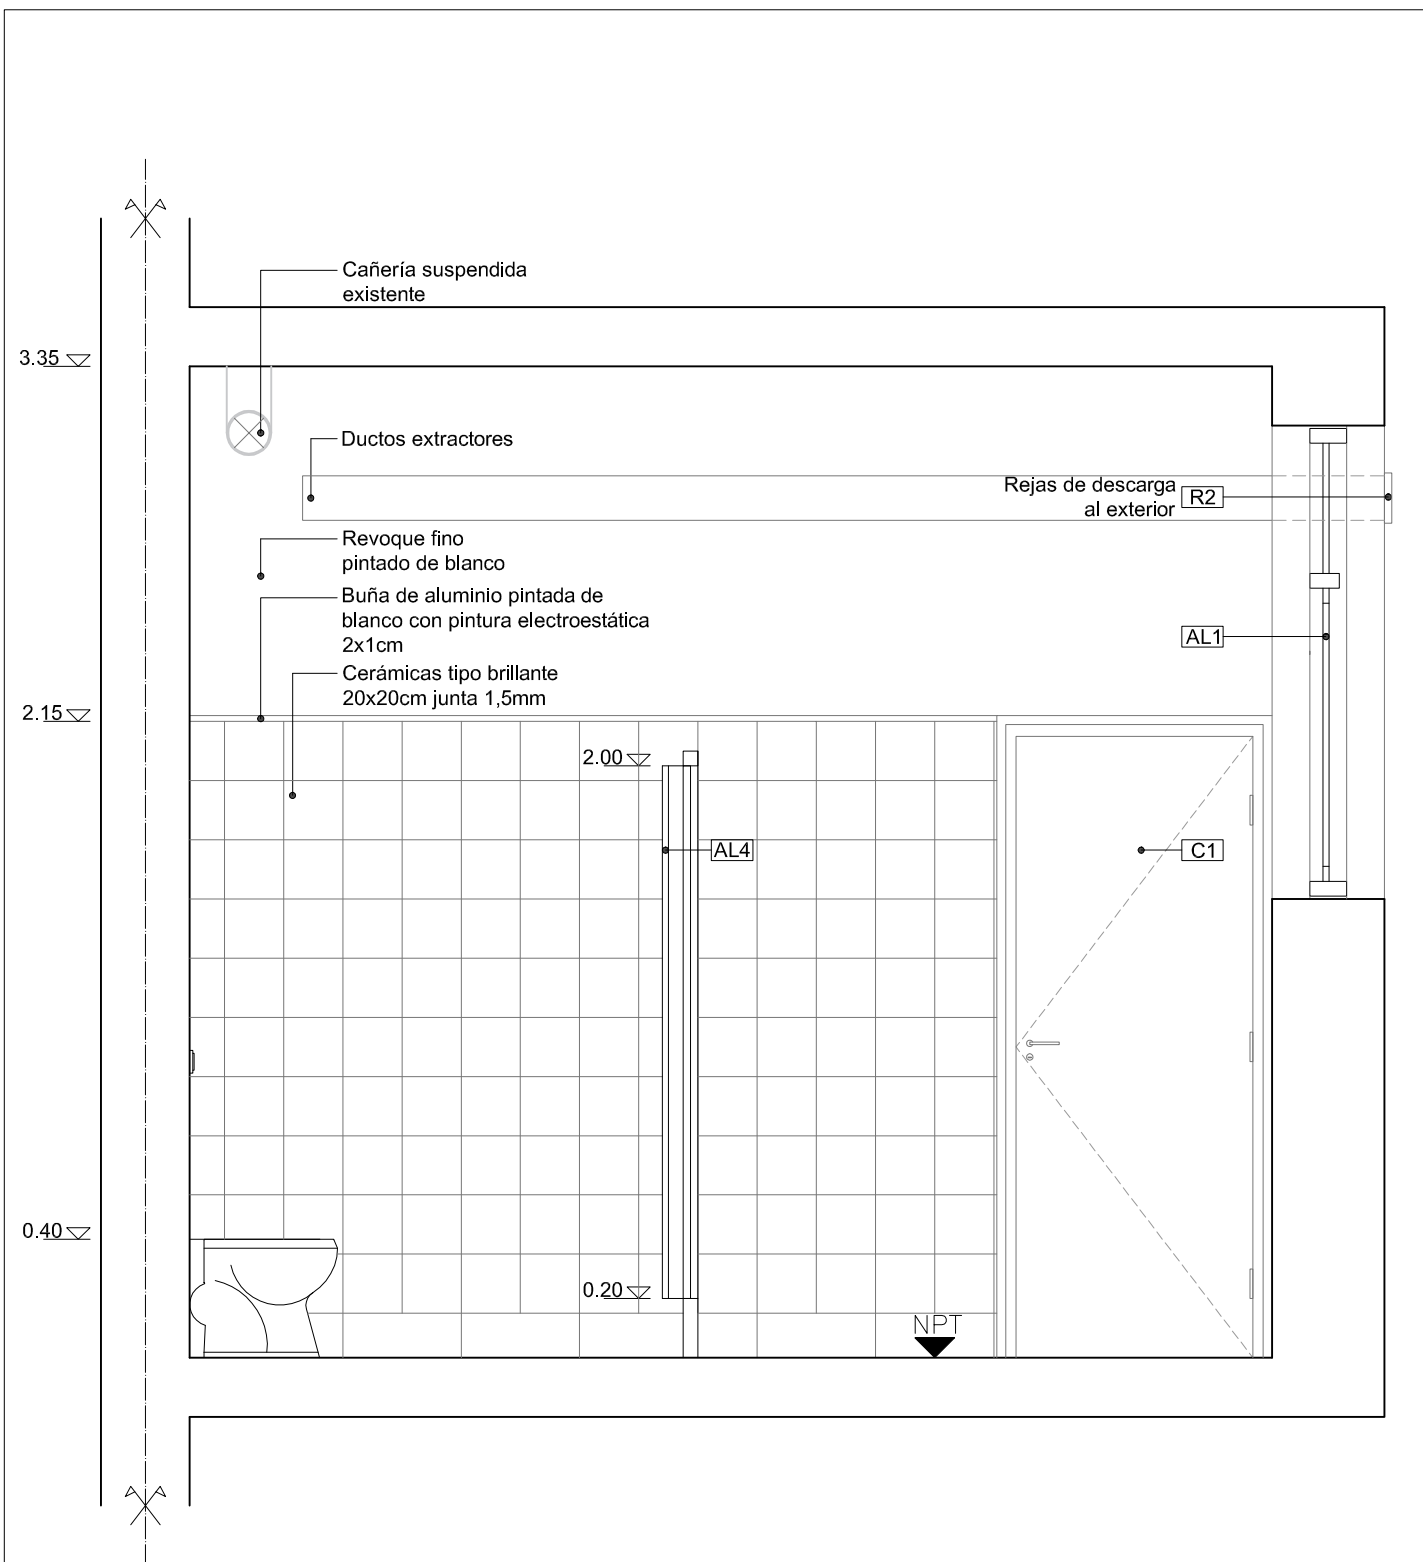 Cañería suspendida
existente
3.35
Ductos extractores
Rejas de descarga
al exterior
R2
Revoque fino
pintado de blanco
Buña de aluminio pintada de
blanco con pintura electroestática
2x1cm
AL1
Cerámicas tipo brillante
20x20cm junta 1,5mm
2.15
2.00
AL4
C1
0.40
0.20
NPT